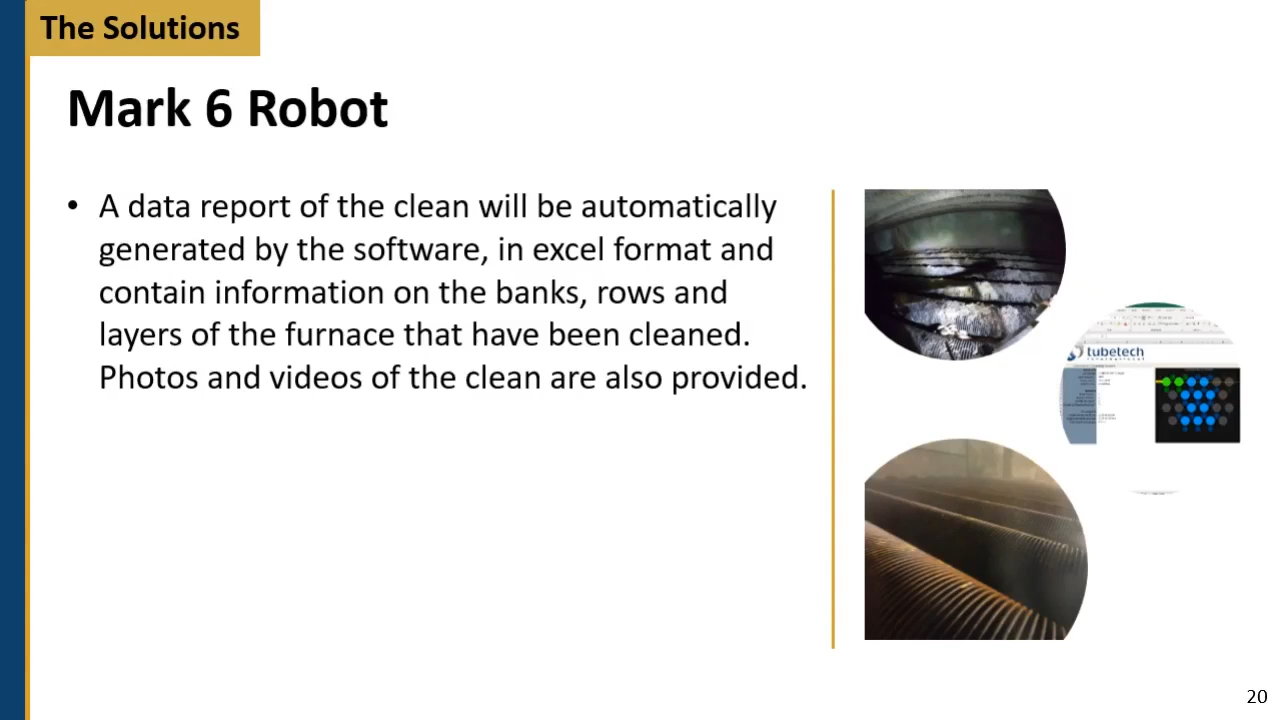 The Solutions
Mark 6 Robot
• A data report of the clean will be automatically
generated by the software, in excel format and
contain information on the banks, rows and
layers of the furnace that have been cleaned.
Photos and videos of the clean are also provided.
tubetech
20